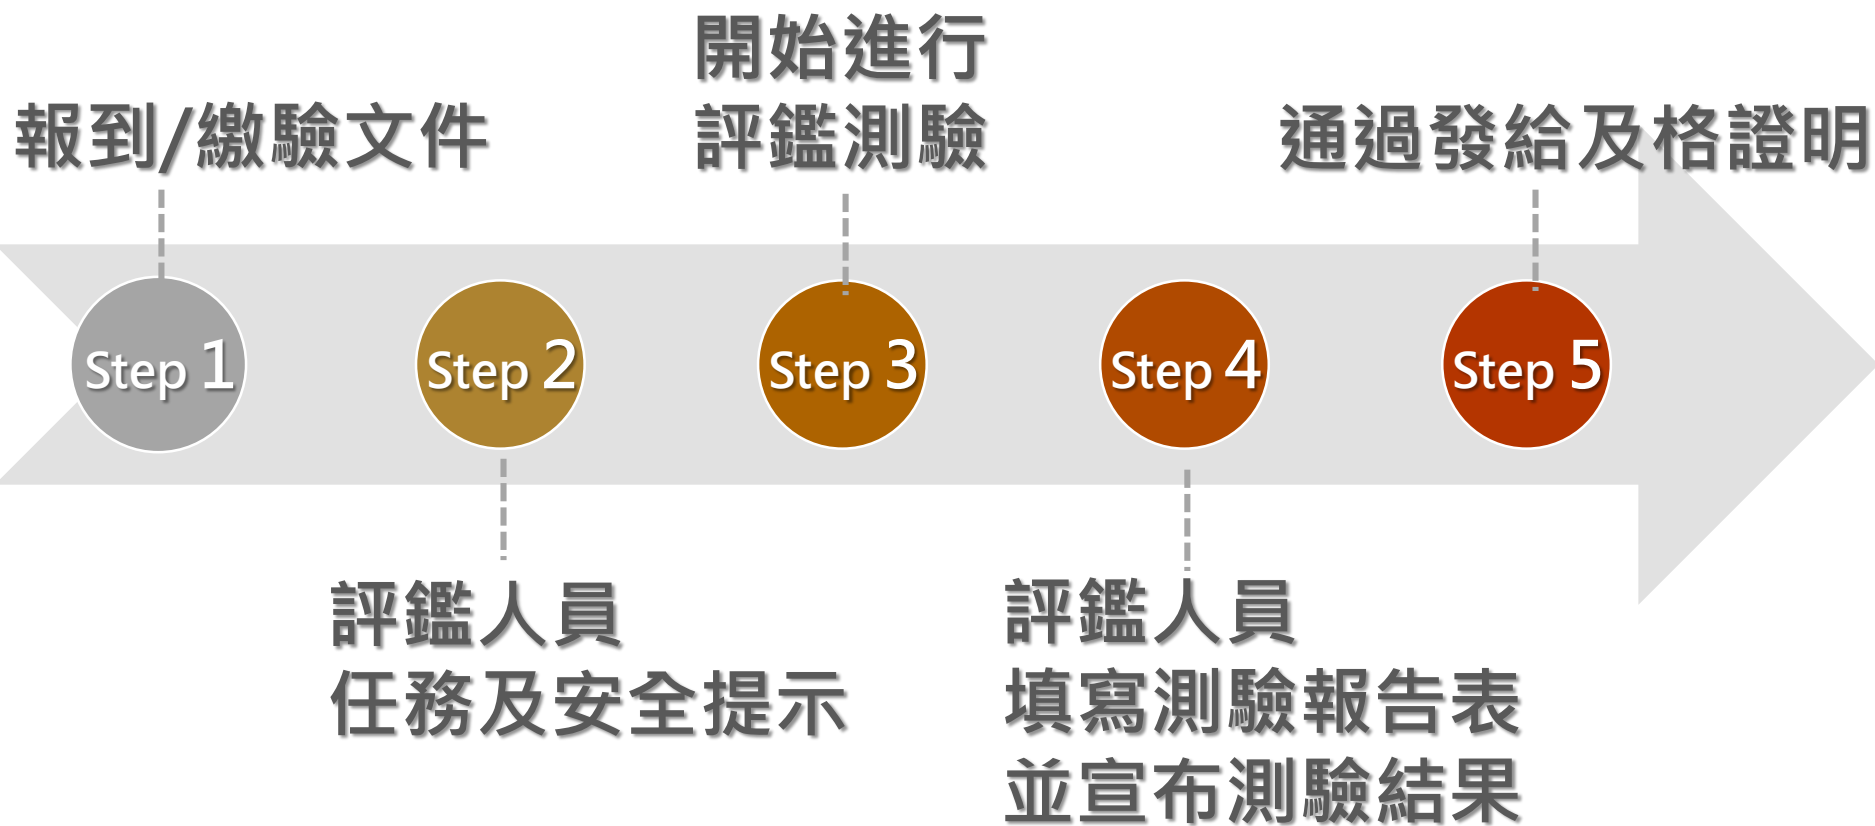 報到/繳驗文件
Step 1
評鑑人員
任務及安全提示
Step 2
開始進行
評鑑測驗
Step 3
評鑑人員
填寫測驗報告表
並宣布測驗結果
Step 4
通過發給及格證明
Step 5